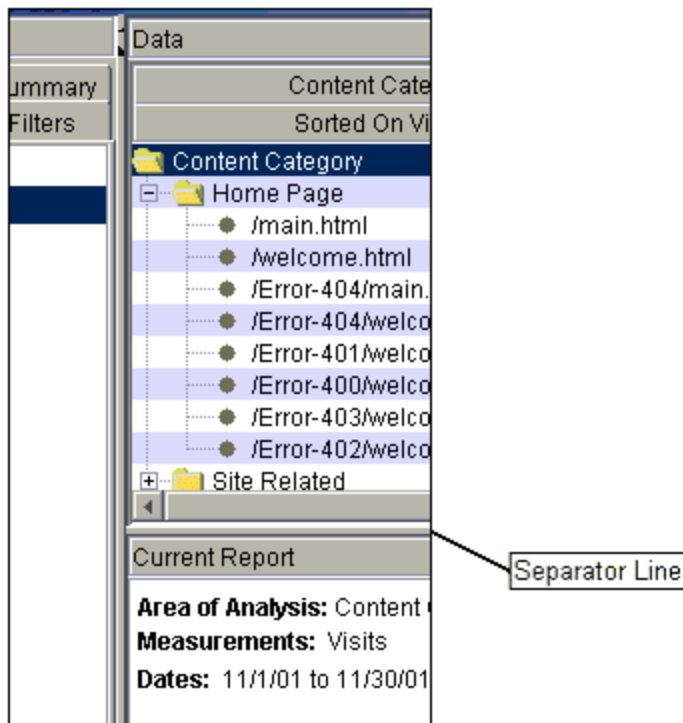 Data
ummary
Content Cate
Filters
Sorted On Vi
Content Category
Home Page
/main.html
/welcome.html
/Error-404/main.
/Error-404/welco
/Error-401/welco
/Error-400/welco
/Error-403/welco
/Error-402/welco
Site Related
Current Report
Separator Line
Area of Analysis: Content
Measurements: Visits
Dates: 11/1/01 to 11/30/01